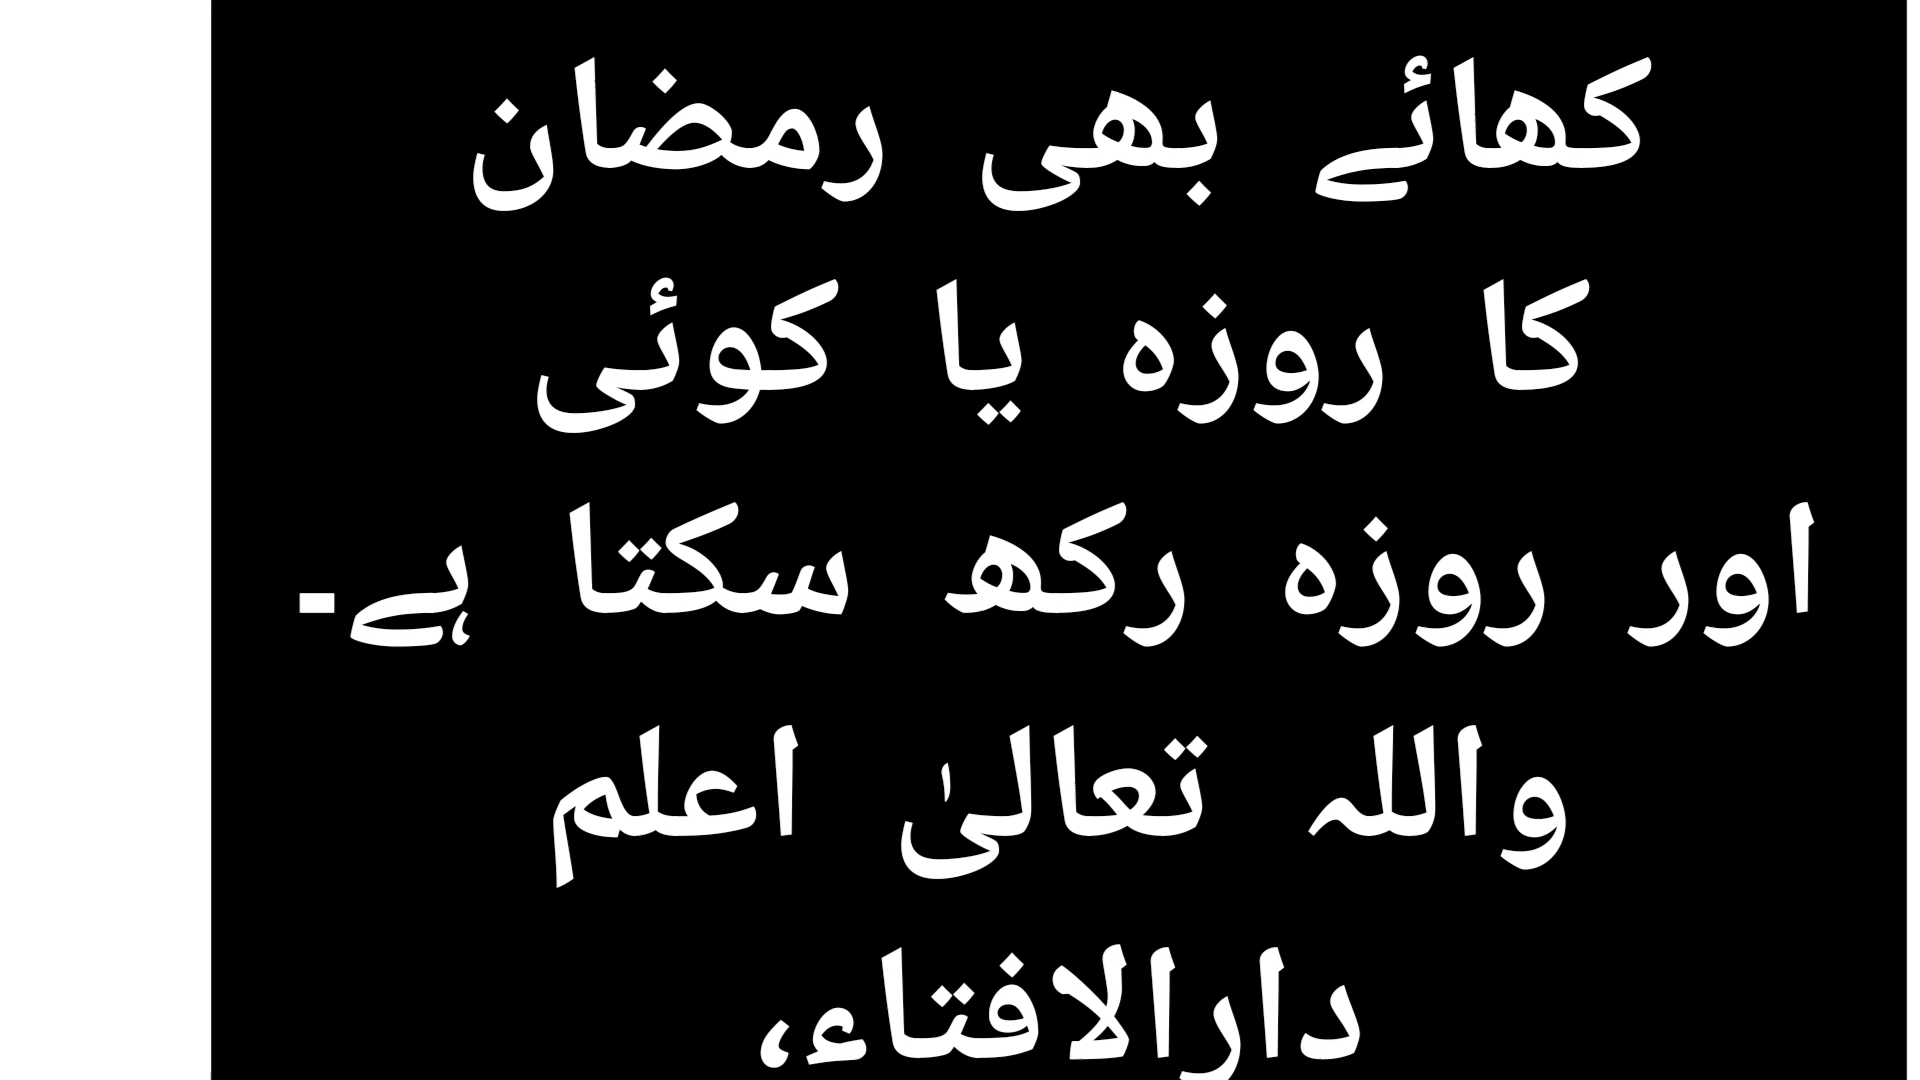 کھائے بھی رمضان
کا روزہ یا کوئی
اور روزہ رکھ سکتا ہے۔
واللہ تعالیٰ اعلم
دارالافتاء،